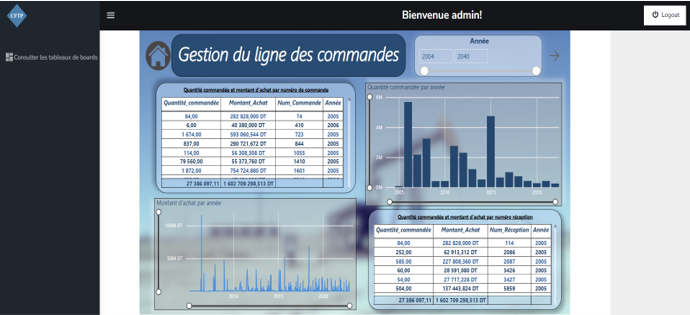 CFTP
Bienvenue admin!
Logout
Consulter les tableaux de boards
Gestion du ligne des commandes
Année
2004 2040
Quantité commandée et montant d'achat par numéro de commande
Quantité_commandée Montant_Achat Num_Commande Année
84,00 282 828,000 DT 74 2005
6,00 40 380,000 DT 410 2006
1 674,00 593 060,544 DT 723 2005
837,00 290 721,672 DT 844 2005
114,00 56 308,308 DT 1055 2005
79 560,00 55 373,760 DT 1410 2005
1 872,00 754 724,880 DT 1601 2005
27 386 097,11 1 602 709 298,513 DT
Quantité commandée par année
6M
4M
2M
0M
2005 2010 2015 2020
Montant d'achat par année
100M DT
50M DT
2010 2015 2020
Quantité commandée et montant d'achat par numéro réception
Quantité_commandée Montant_Achat Num_Réception Année
84,00 282 828,000 DT 114 2005
252,00 62 913,312 DT 2086 2005
585,00 227 808,360 DT 2087 2005
60,00 28 591,080 DT 3426 2005
54,00 27 717,228 DT 3427 2005
504,00 137 443,824 DT 5859 2005
27 386 097,11 1 602 709 298,513 DT